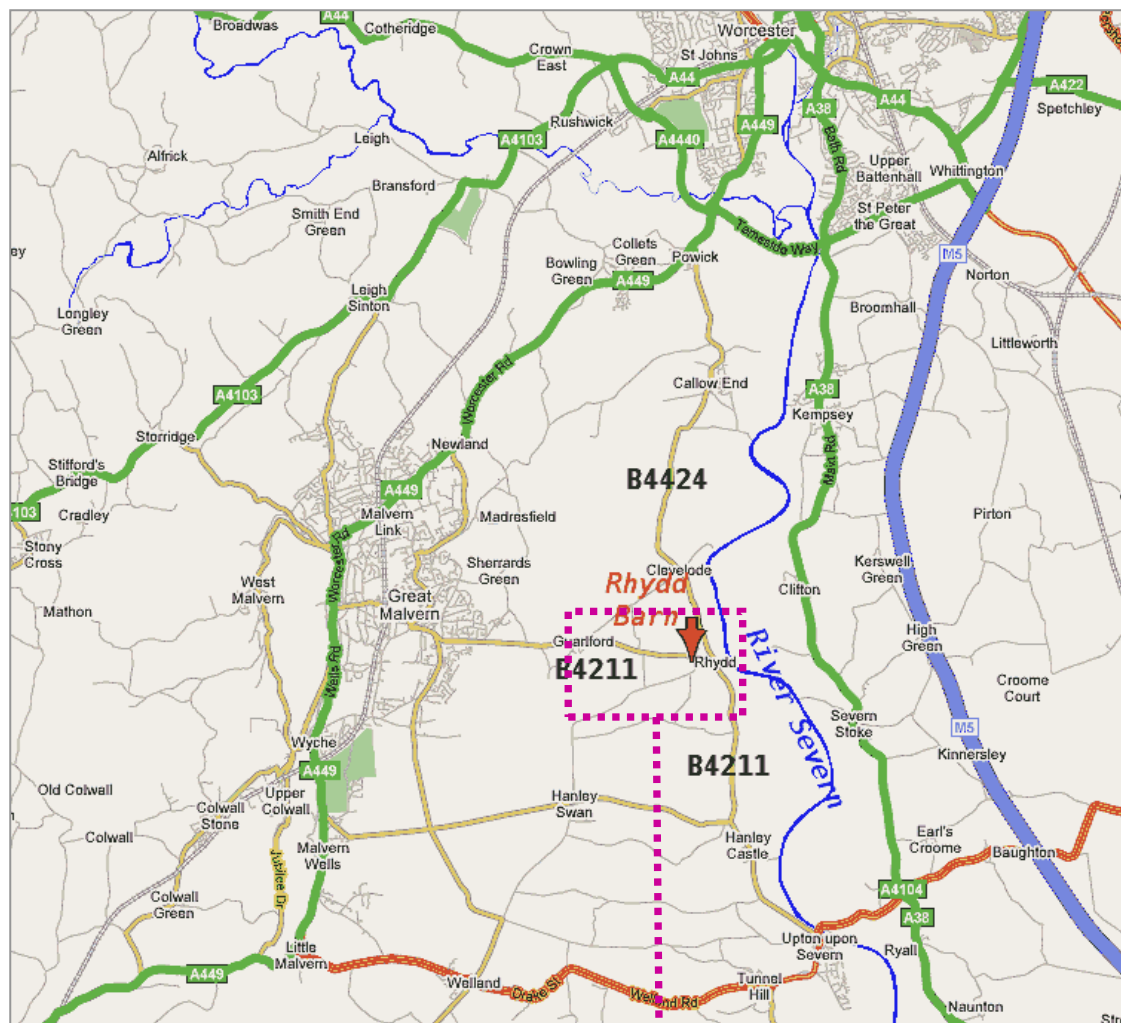 A44
Broadwas
Cotheridge
Worcester
Crown
East
St Johns
A44
A422
Spetchley
A44
A38
Rushwick
A449
A4103
A4440
Bath Rd
Leigh
Alfrick
Upper
Battenhall
Whittington
Bransford
Smith End
Green
St Peter
the Great
Temeside Way
Collets
Green
Powick
M5
Bowling
Green
A449
Norton
Leigh
Sinton
Longley
Green
Broomhall
Littleworth
Worcester Rd
Callow End
A38
A4103
Kempsey
Storridge
Newland
Main Rd
Stifford's
Bridge
B4424
A449
103
Cradley
Malvern
Link
Madresfield
Pirton
Worcester Rd
Stony
Cross
Sherrards
Green
Clevelode
Kerswell
Green
Rhydd
Barn
West
Malvern
Great
Malvern
Clifton
Mathon
High
Green
Guarlford
Rhydd
B4211
Wells Rd
River Severn
Croome
Court
Severn
Stoke
M5
Wyche
Kinnersley
A449
B4211
Old Colwall
Upper
Colwall
Hanley
Swan
Colwall
Stone
Colwall
Hanley
Castle
Earl's
Croome
Malvern
Wells
Baughton
Jubilee Dr
Colwall
Green
A4104
A38
Upton upon
Severn
Ryall
Little
Malvern
A449
Welland
Drake St
Welland Rd
Tunnel
Hill
Naunton